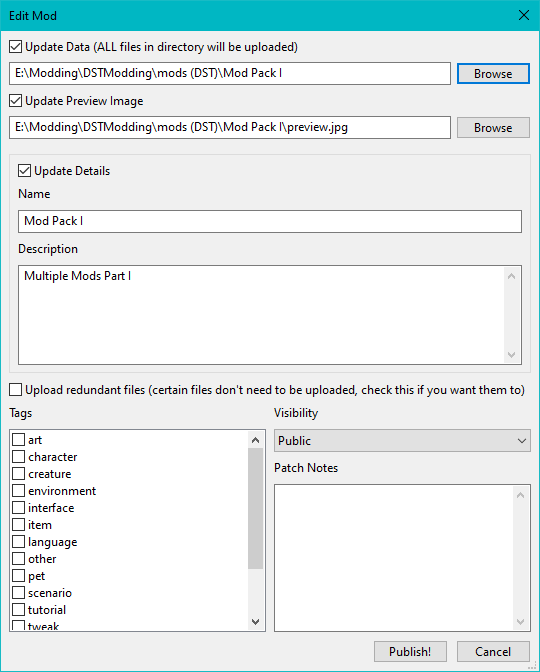 Edit Mod
Update Data (ALL files in directory will be uploaded)
E:\Modding\DSTModding\mods (DST)\Mod Pack I
Browse
Update Preview Image
E:\Modding\DSTModding\mods (DST)\Mod Pack I\preview.jpg
Browse
Update Details
Name
Mod Pack I
Description
Multiple Mods Part I
Upload redundant files (certain files don't need to be uploaded, check this if you want them to)
Tags
art
character
creature
environment
interface
item
language
other
pet
scenario
tutorial
tweak
Visibility
Public
Patch Notes
Publish!
Cancel